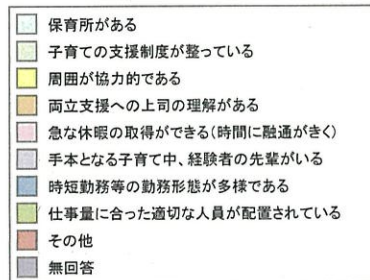 保育所がある
子育ての支援制度が整っている
周囲が協力的である
両立支援への上司の理解がある
急な休暇の取得ができる(時間に融通がきく)
手本となる子育て中、経験者の先輩がいる
時短勤務等の勤務形態が多様である
仕事量に合った適切な人員が配置されている
その他
無回答